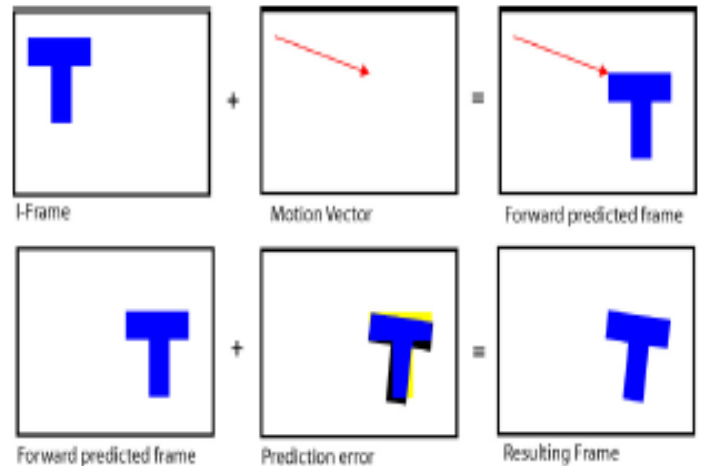 T
+
T
=
I-Frame
Motion Vector
Forward predicted frame
T
+
T
=
T
Forward predicted frame
Prediction error
Resulting Frame